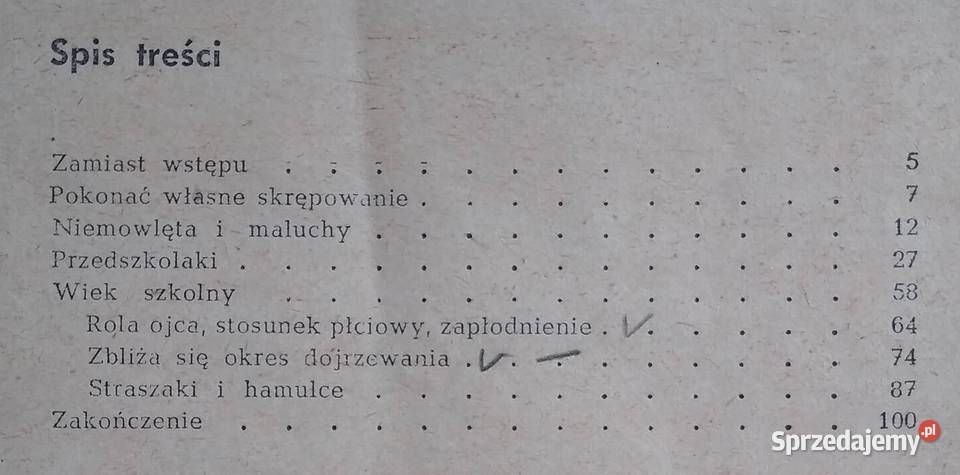 Spis treści
Zamiast wstępu . . . . . . . . . . . . . 5
Pokonać własne skrępowanie . . . . . . . . . . 7
Niemowlęta i maluchy . . . . . . . . . . . 12
Przedszkolaki . . . . . . . . . . . . . . 27
Wiek szkolny . . . . . . . . . . . . . 58
Rola ojca, stosunek płciowy, zapłodnienie . . . . . . 64
Zbliża się okres dojrzewania . . . . . . . . . 74
Straszaki i hamulce . . . . . . . . . . . 87
Zakończenie . . . . . . . . . . . . . . 100
Sprzedajemy.pl